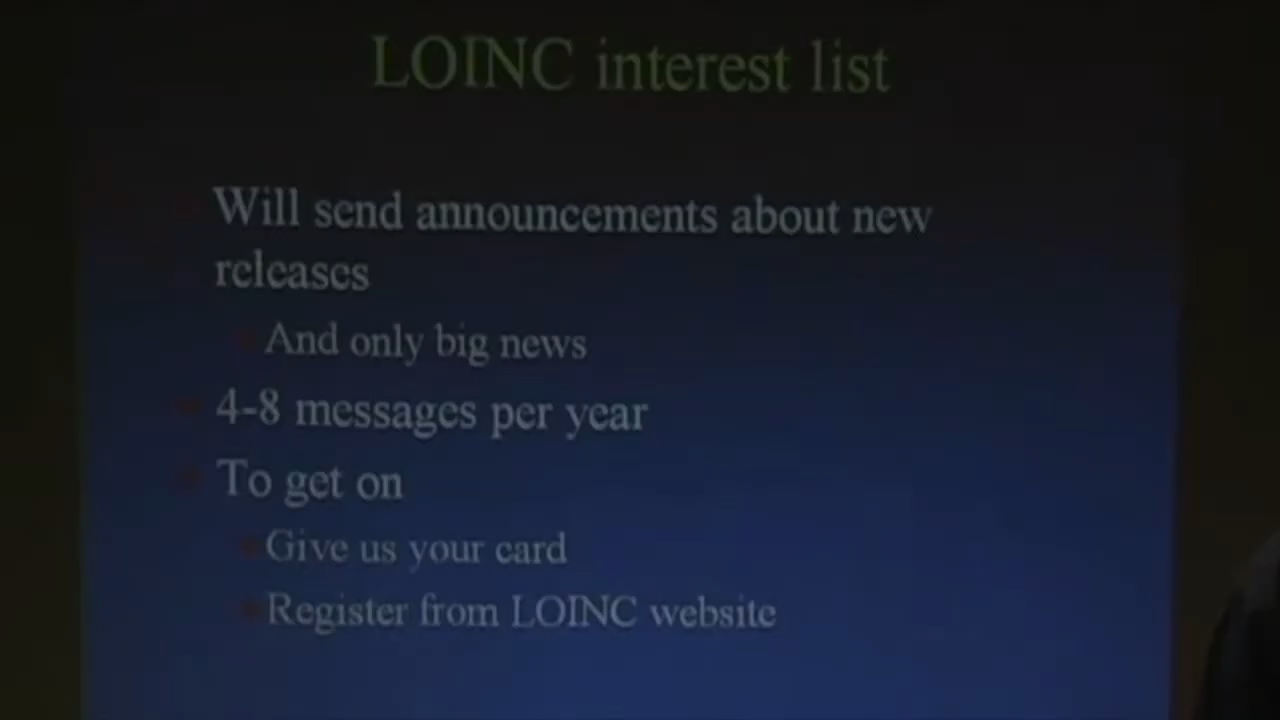 LOINC interest list
Will send announcements about new
releases
And only big news
4-8 messages per year
To get on
Give us your card
Register from LOINC website